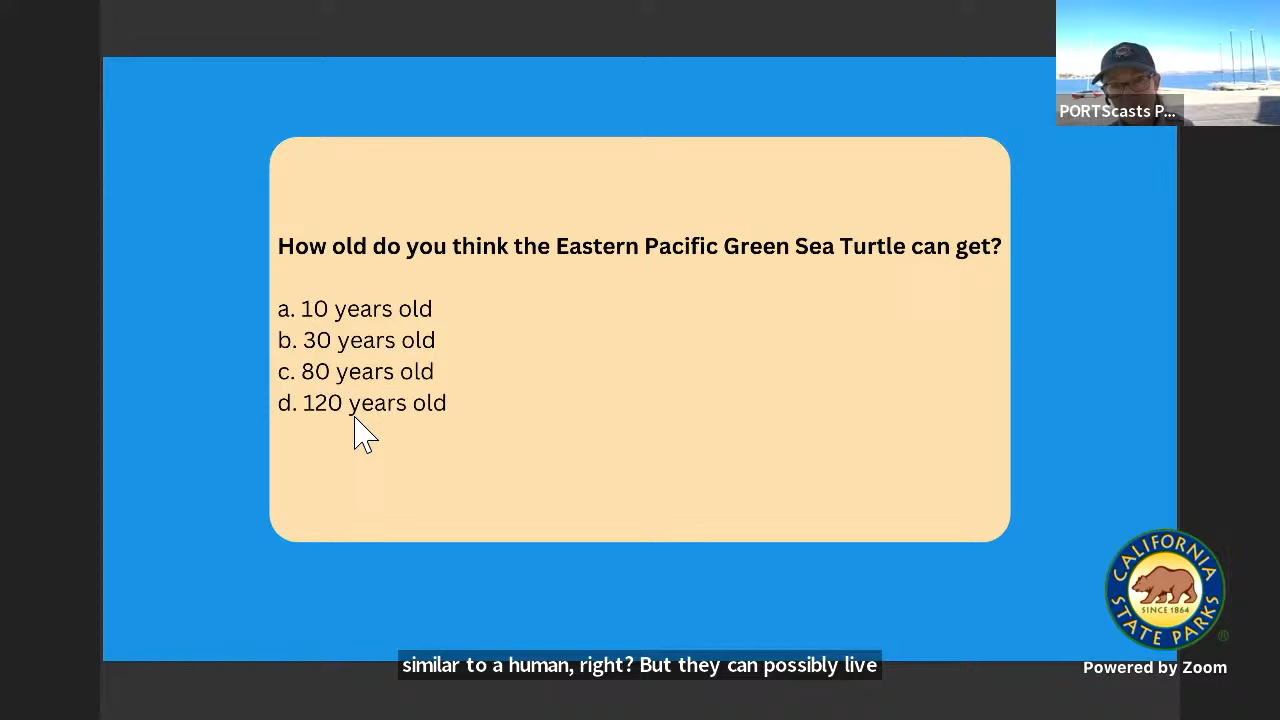 PORTScasts P...
How old do you think the Eastern Pacific Green Sea Turtle can get?
a. 10 years old
b. 30 years old
c. 80 years old
d. 120 years old
CALIFORNIA
SINCE 1864
STATE PARKS
®
similar to a human, right? But they can possibly live
Powered by Zoom